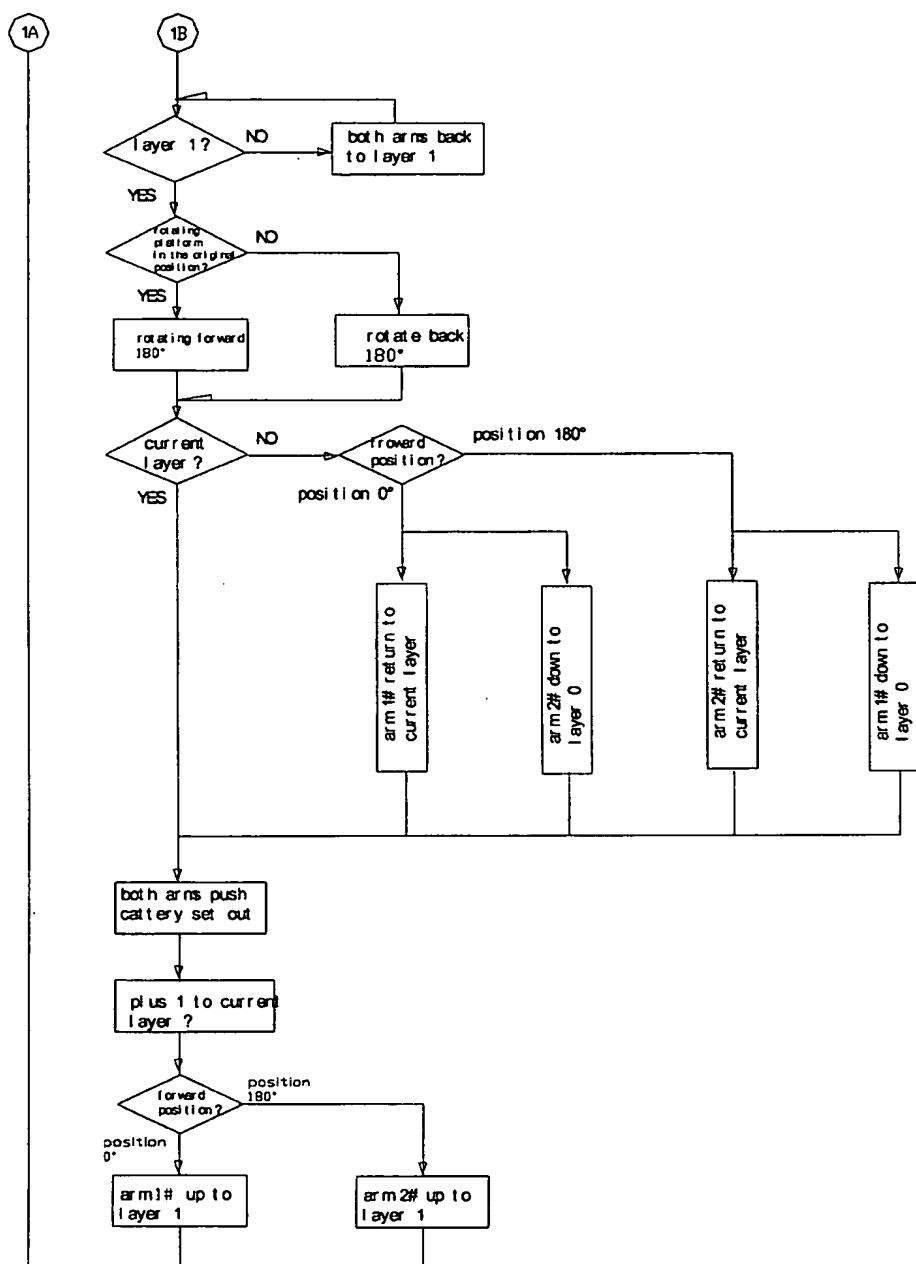 1A
1B
layer 1?
NO
both arms back
to layer 1
YES
rotating
platform
in the original
position?
NO
YES
rotating forward
180°
rotate back
180°
current
layer ?
NO
froward
position?
position 180°
YES
position 0°
arm1# return to
current layer
arm2# down to
layer 0
arm2# return to
current layer
arm1# down to
layer 0
both arms push
cattery set out
plus 1 to current
layer ?
forward
position?
position
180°
position
0°
arm1# up to
layer 1
arm2# up to
layer 1